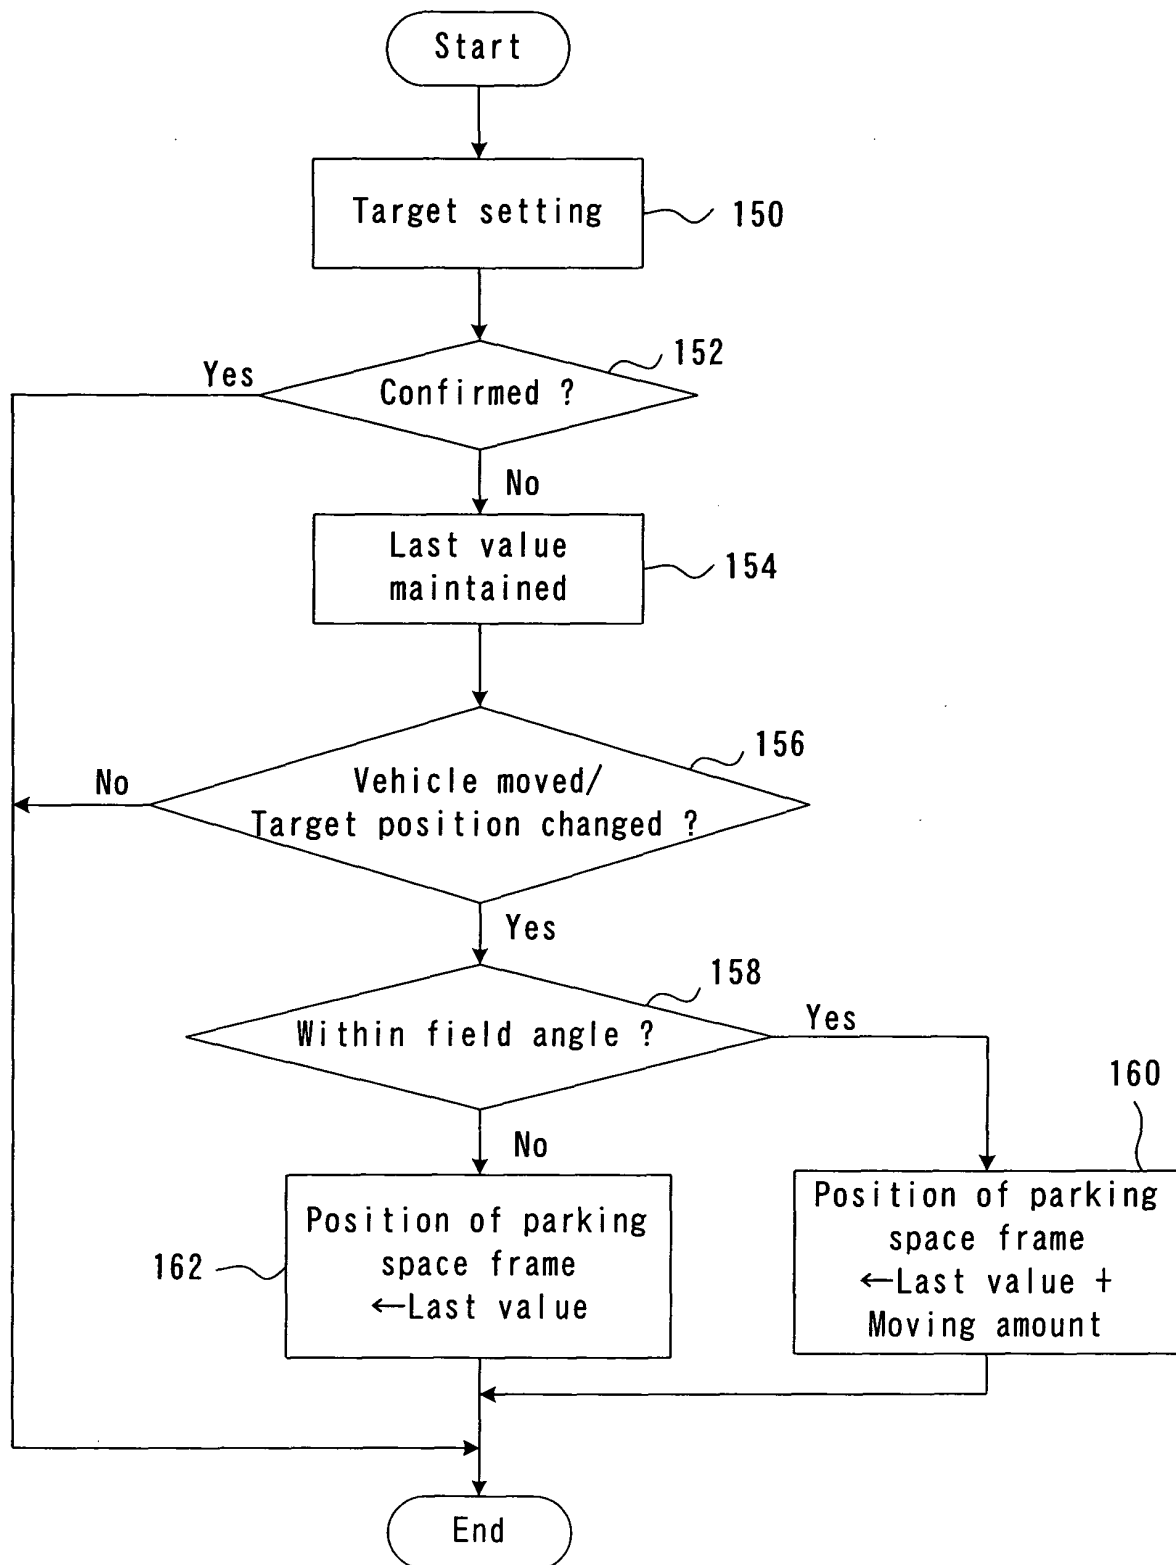 Start
Target setting
150
152
Yes
Confirmed ?
No
Last value
maintained
154
156
No
Vehicle moved/
Target position changed ?
Yes
158
Within field angle ?
Yes
160
No
Position of parking
space frame
←Last value
162
Position of parking
space frame
←Last value +
Moving amount
End